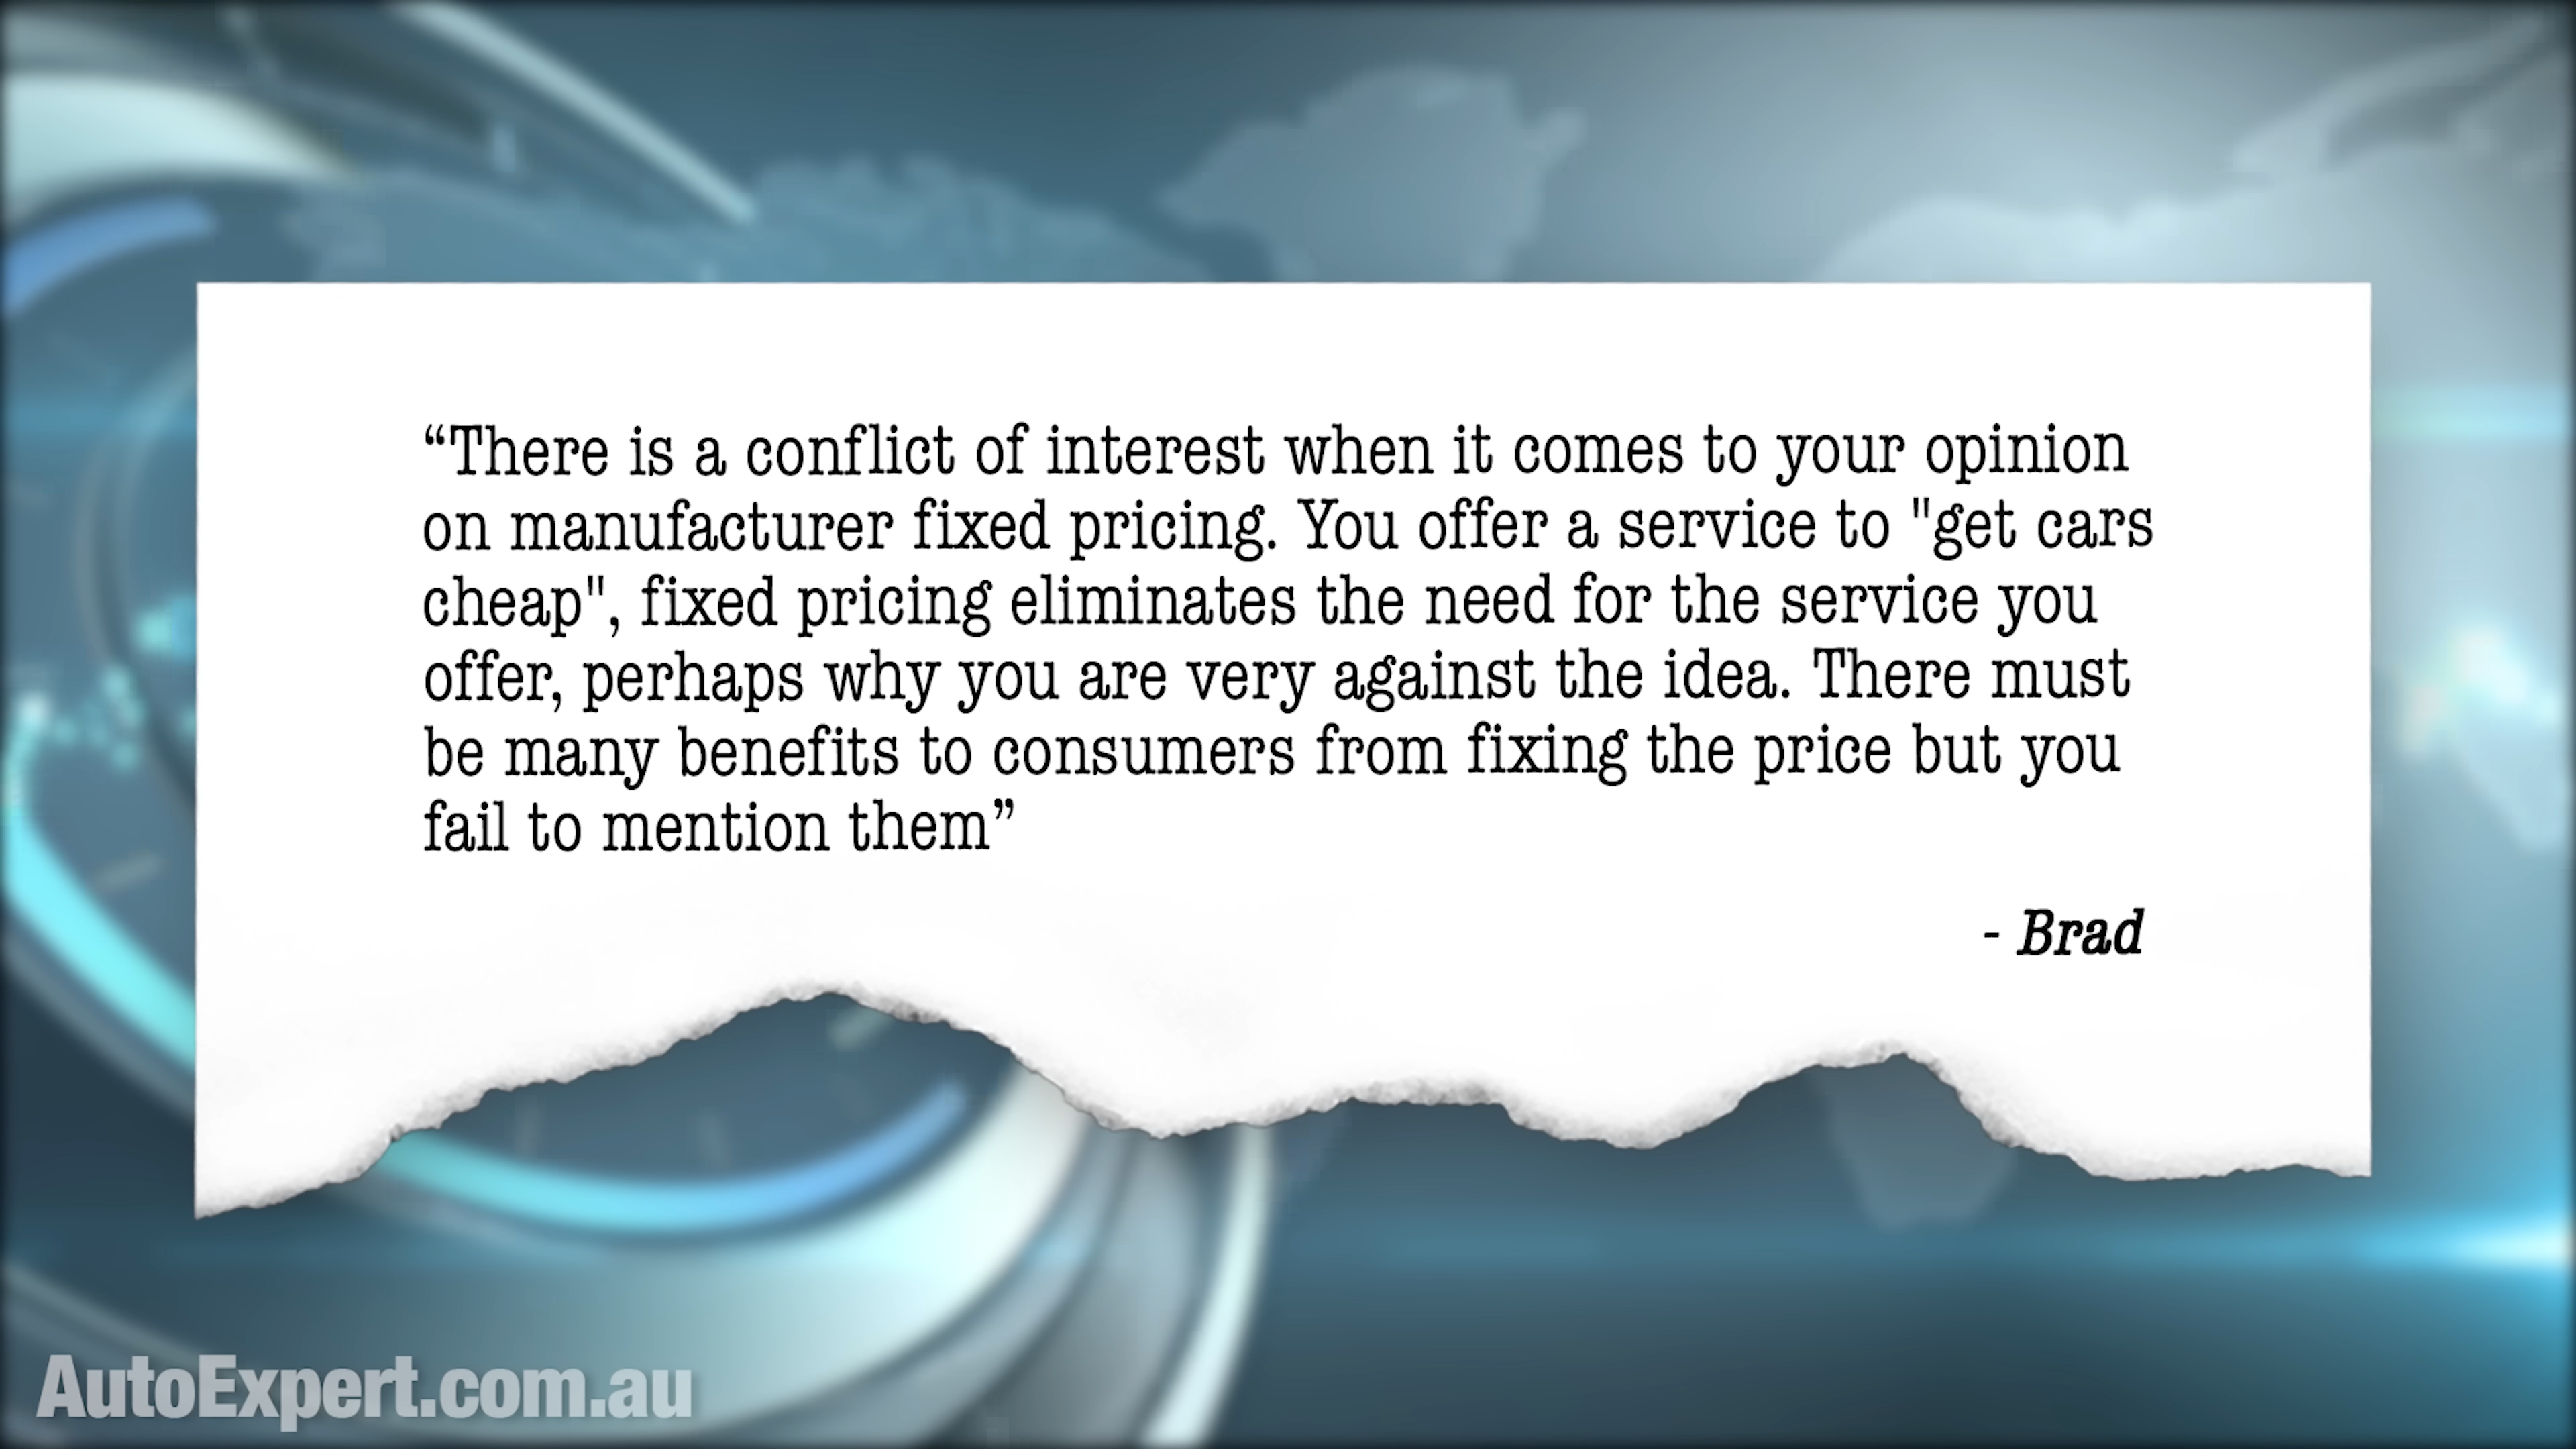 “There is a conflict of interest when it comes to your opinion
on manufacturer fixed pricing. You offer a service to "get cars
cheap", fixed pricing eliminates the need for the service you
offer, perhaps why you are very against the idea. There must
be many benefits to consumers from fixing the price but you
fail to mention them”
- Brad
AutoExpert.com.au